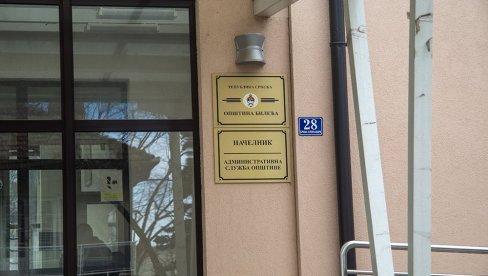 РЕПУБЛИКА СРПСКА
ОПШТИНА БИЛЕЋА
НАЧЕЛНИК
АДМИНИСТРАТИВНА
СЛУЖБА ОПШТИНЕ
28